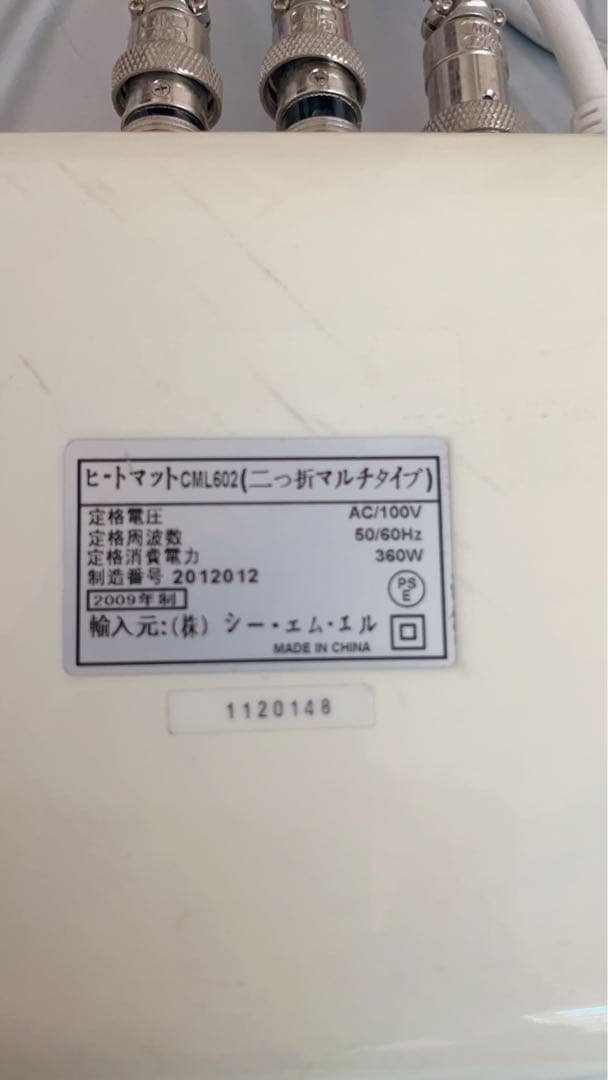 ヒートマットCML602(二つ折マルチタイプ)
定格電圧 AC/100V
定格周波数 50/60Hz
定格消費電力 360W
製造番号 2012012
PS
E
2009年制
輸入元:(株) シー・エム・エル
MADE IN CHINA
1120148